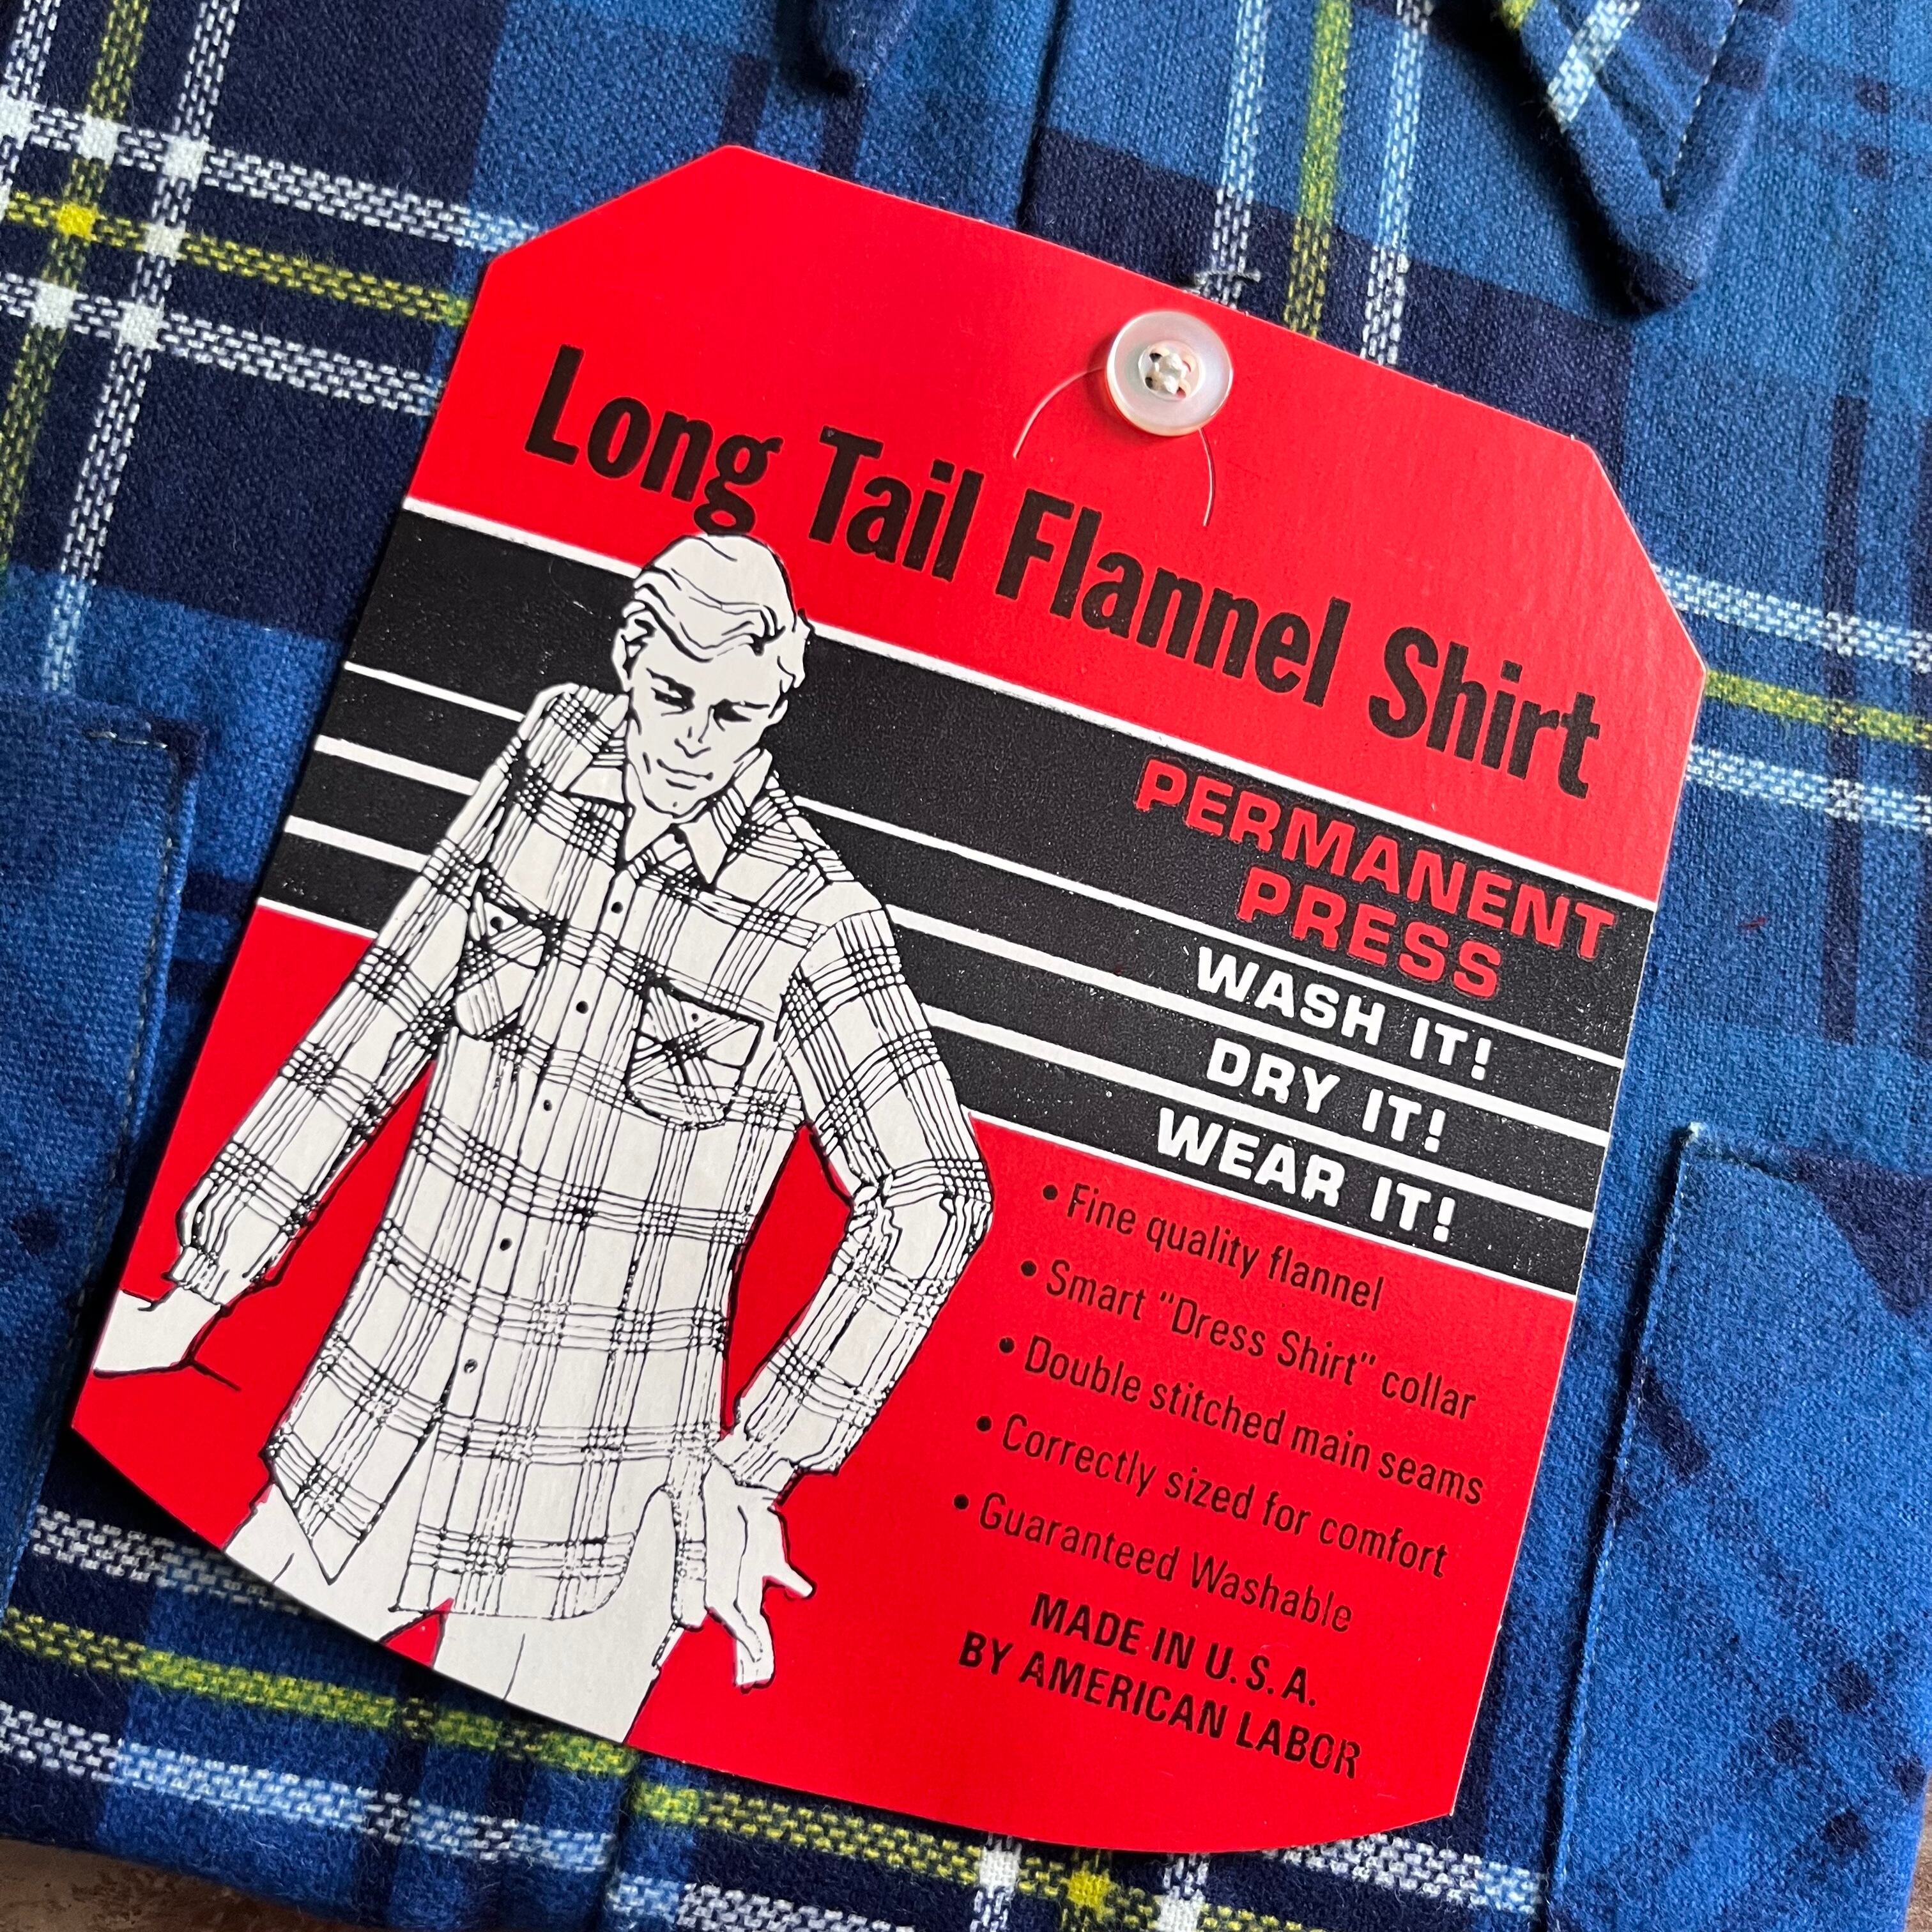 Long Tail Flannel Shirt
PERMANENT
PRESS
WASH IT!
DRY IT!
WEAR IT!
• Fine quality flannel
• Smart "Dress Shirt" collar
• Double stitched main seams
• Correctly sized for comfort
• Guaranteed Washable
MADE IN U.S.A.
BY AMERICAN LABOR